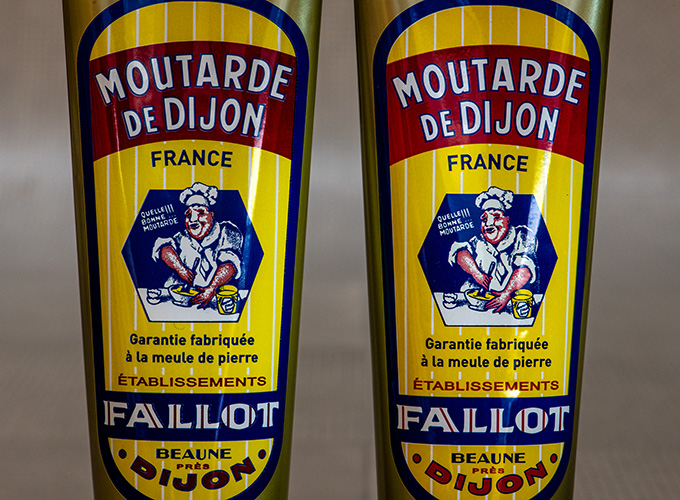 MOUTARDE
DE DIJON
FRANCE
QUELLE!!!
BONNE
MOUTARDE
Garantie fabriquée
à la meule de pierre
ÉTABLISSEMENTS
FALLOT
BEAUNE
PRÈS
DIJON
MOUTARDE
DE DIJON
FRANCE
QUELLE!!!
BONNE
MOUTARDE
Garantie fabriquée
à la meule de pierre
ÉTABLISSEMENTS
FALLOT
BEAUNE
PRÈS
DIJON